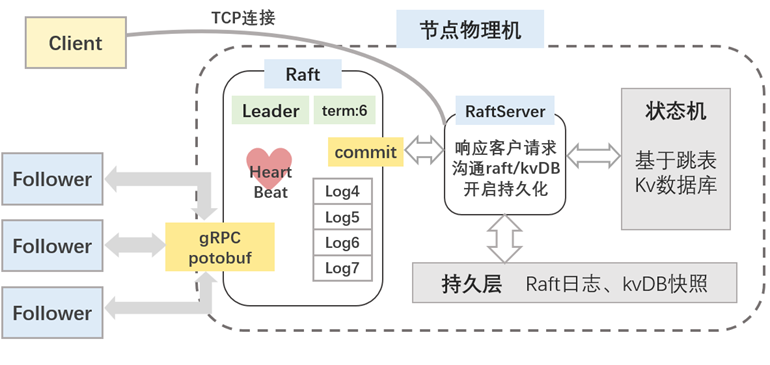 TCP连接
Client
节点物理机
Raft
Leader
term:6
commit
Heart
Beat
Log4
Log5
Log6
Log7
Follower
Follower
Follower
gRPC
potobuf
RaftServer
响应客户请求
沟通raft/kvDB
开启持久化
状态机
基于跳表
Kv数据库
持久层 Raft日志、kvDB快照